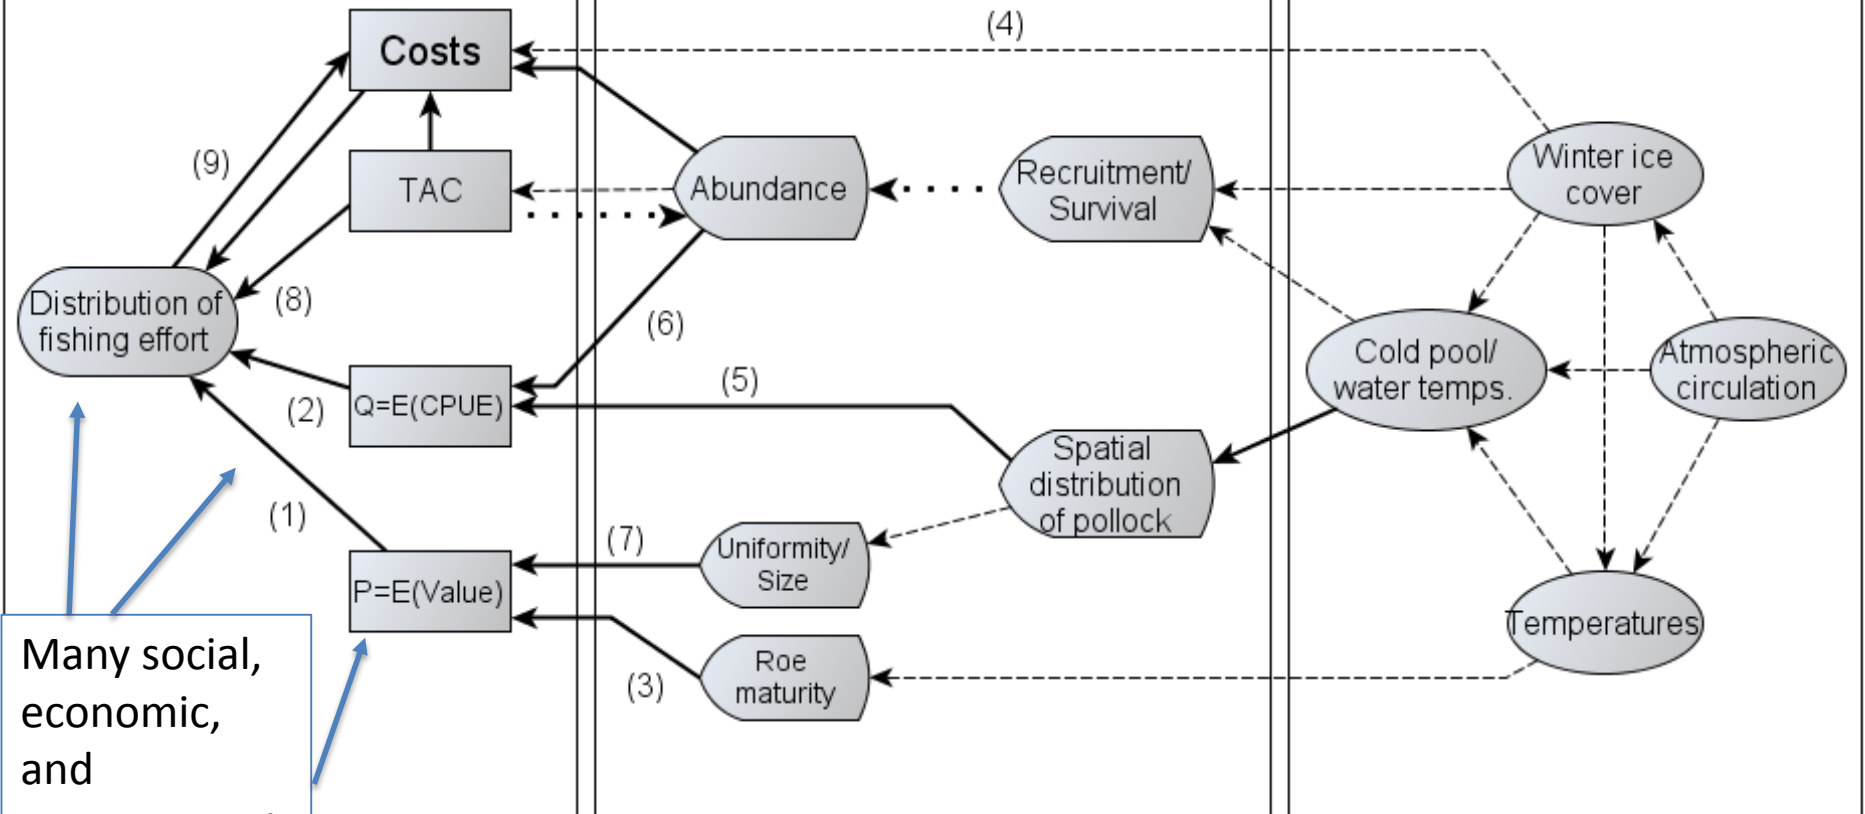 (4)
Costs
(9)
TAC
Abundance
Recruitment/
Survival
Winter ice
cover
Distribution of
fishing effort
(8)
(6)
Cold pool/
water temps.
Atmospheric
circulation
(5)
Q=E(CPUE)
(2)
Spatial
distribution
of pollock
(1)
(7)
Uniformity/
Size
P=E(Value)
Temperatures
Roe
maturity
(3)
Many social,
economic,
and